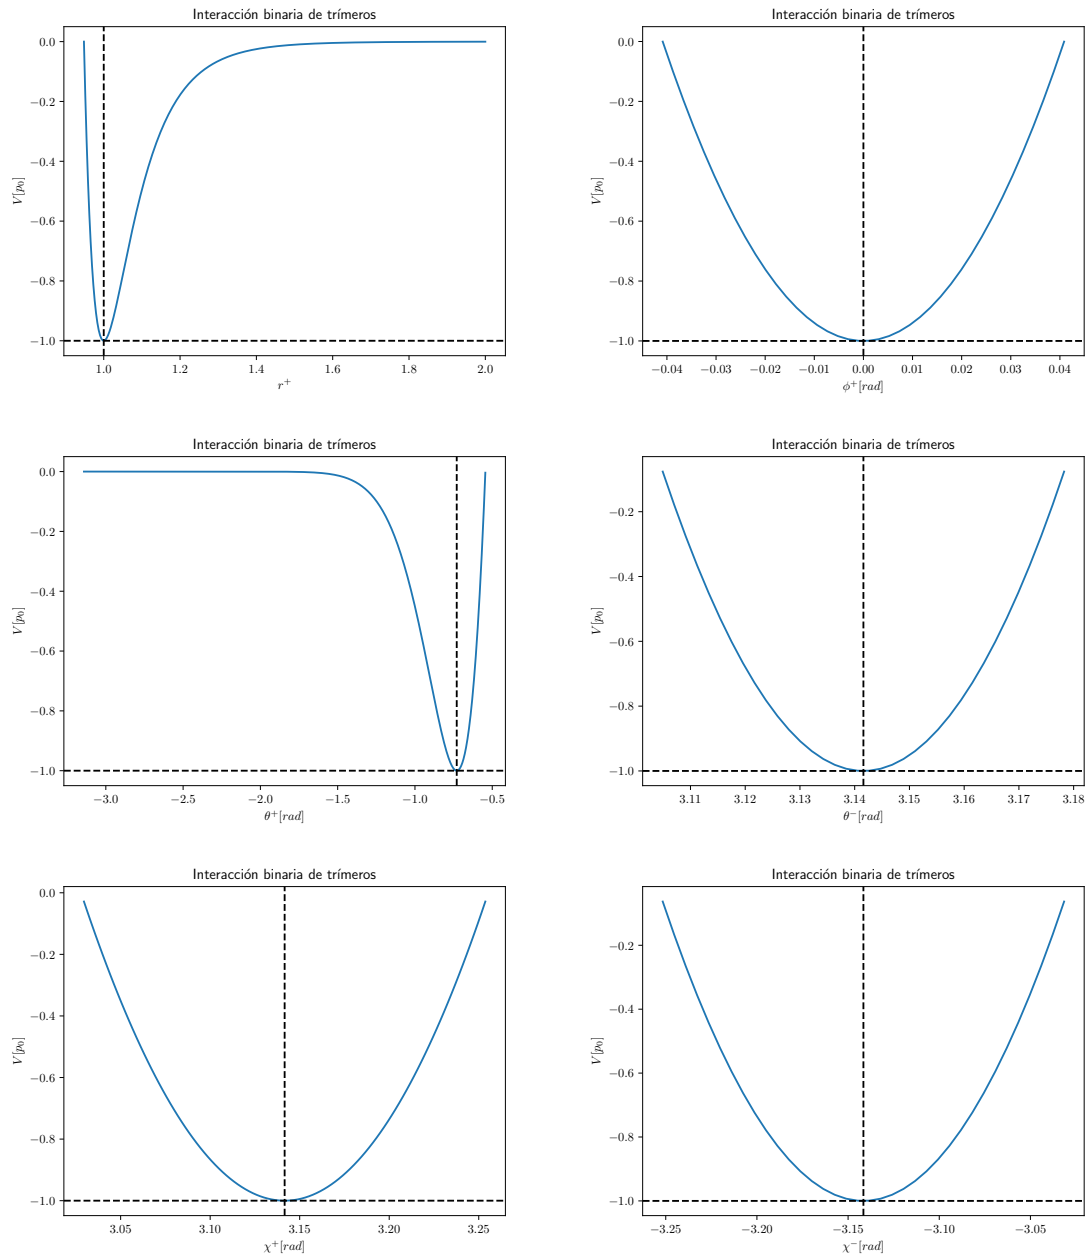 Interacción binaria de trímeros
0.0
−0.2
−0.4
−0.6
−0.8
−1.0
V[p₀]
1.0 1.2 1.4 1.6 1.8 2.0
r⁺
Interacción binaria de trímeros
0.0
−0.2
−0.4
−0.6
−0.8
−1.0
V[p₀]
−0.04 −0.03 −0.02 −0.01 0.00 0.01 0.02 0.03 0.04
ϕ⁺[rad]
Interacción binaria de trímeros
0.0
−0.2
−0.4
−0.6
−0.8
−1.0
V[p₀]
−3.0 −2.5 −2.0 −1.5 −1.0 −0.5
θ⁺[rad]
Interacción binaria de trímeros
−0.2
−0.4
−0.6
−0.8
−1.0
V[p₀]
3.11 3.12 3.13 3.14 3.15 3.16 3.17 3.18
θ⁻[rad]
Interacción binaria de trímeros
0.0
−0.2
−0.4
−0.6
−0.8
−1.0
V[p₀]
3.05 3.10 3.15 3.20 3.25
χ⁺[rad]
Interacción binaria de trímeros
−0.2
−0.4
−0.6
−0.8
−1.0
V[p₀]
−3.25 −3.20 −3.15 −3.10 −3.05
χ⁻[rad]